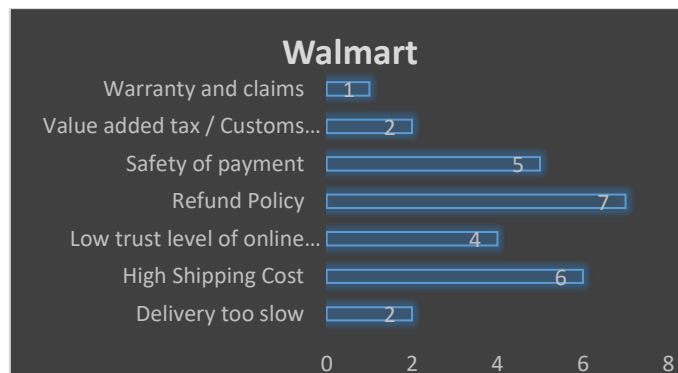 Walmart
Warranty and claims 1
Value added tax / Customs… 2
Safety of payment 5
Refund Policy 7
Low trust level of online… 4
High Shipping Cost 6
Delivery too slow 2
0 2 4 6 8